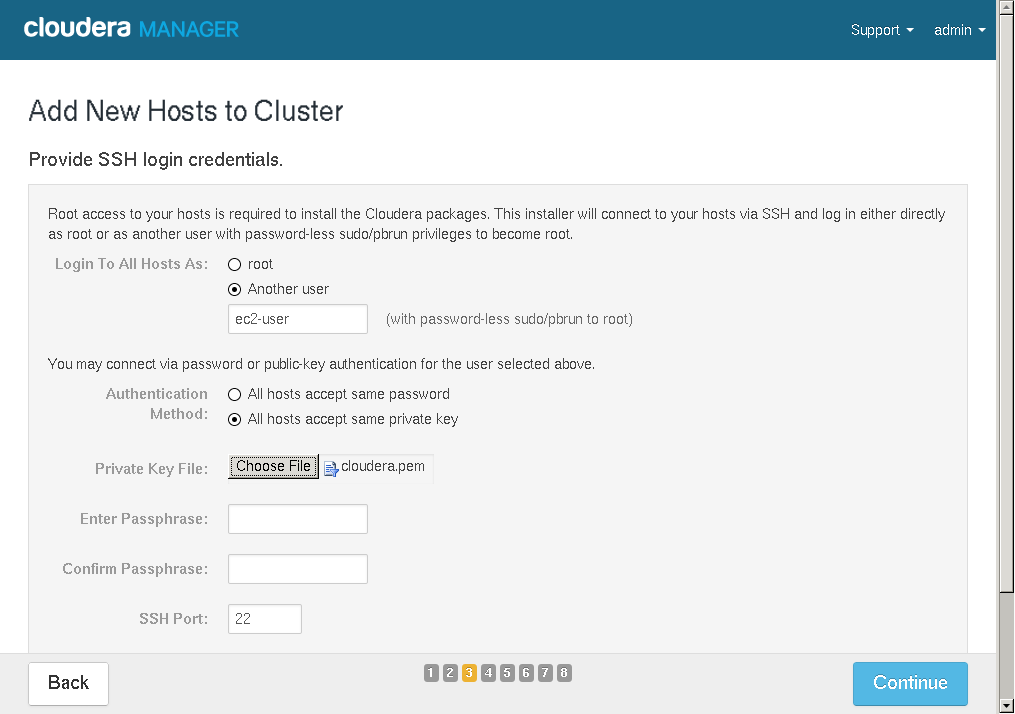 cloudera MANAGER
Support admin
Add New Hosts to Cluster
Provide SSH login credentials.
Root access to your hosts is required to install the Cloudera packages. This installer will connect to your hosts via SSH and log in either directly
as root or as another user with password-less sudo/pbrun privileges to become root.
Login To All Hosts As: root
Another user
ec2-user (with password-less sudo/pbrun to root)
You may connect via password or public-key authentication for the user selected above.
Authentication All hosts accept same password
Method: All hosts accept same private key
Private Key File: Choose File cloudera.pem
Enter Passphrase:
Confirm Passphrase:
SSH Port: 22
Back 1 2 3 4 5 6 7 8 Continue